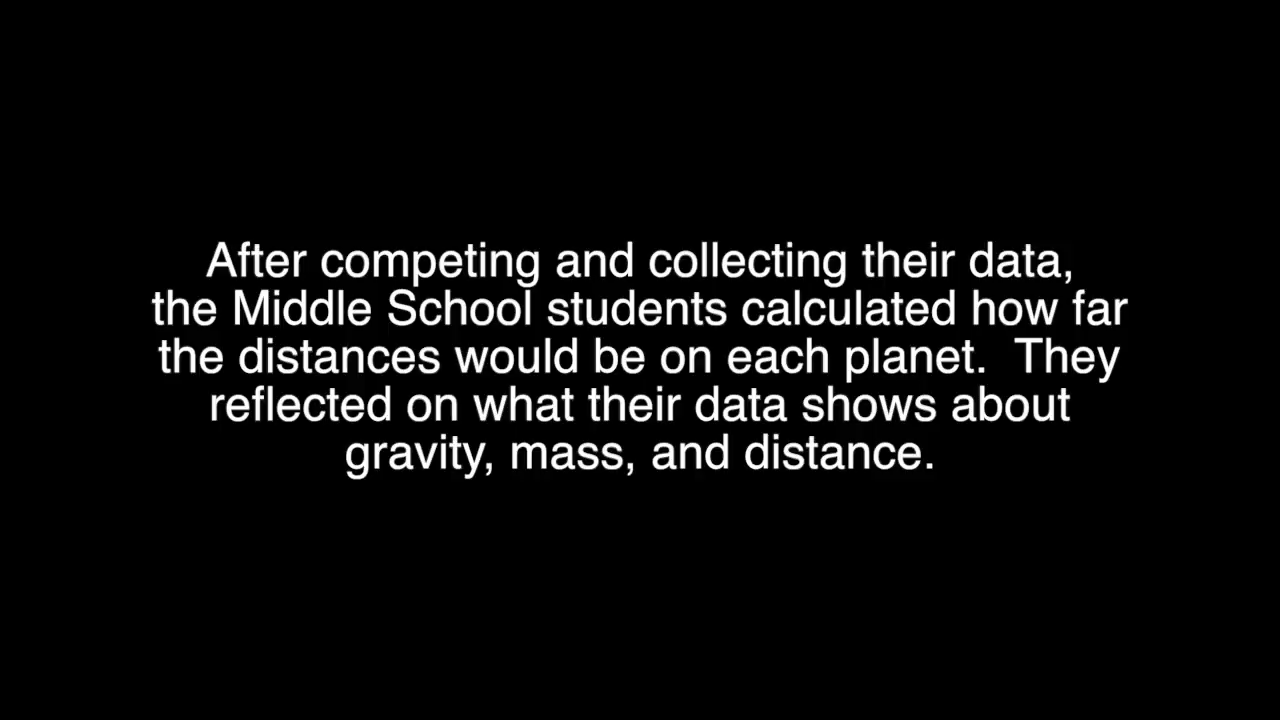 After competing and collecting their data,
the Middle School students calculated how far
the distances would be on each planet.  They
reflected on what their data shows about
gravity, mass, and distance.